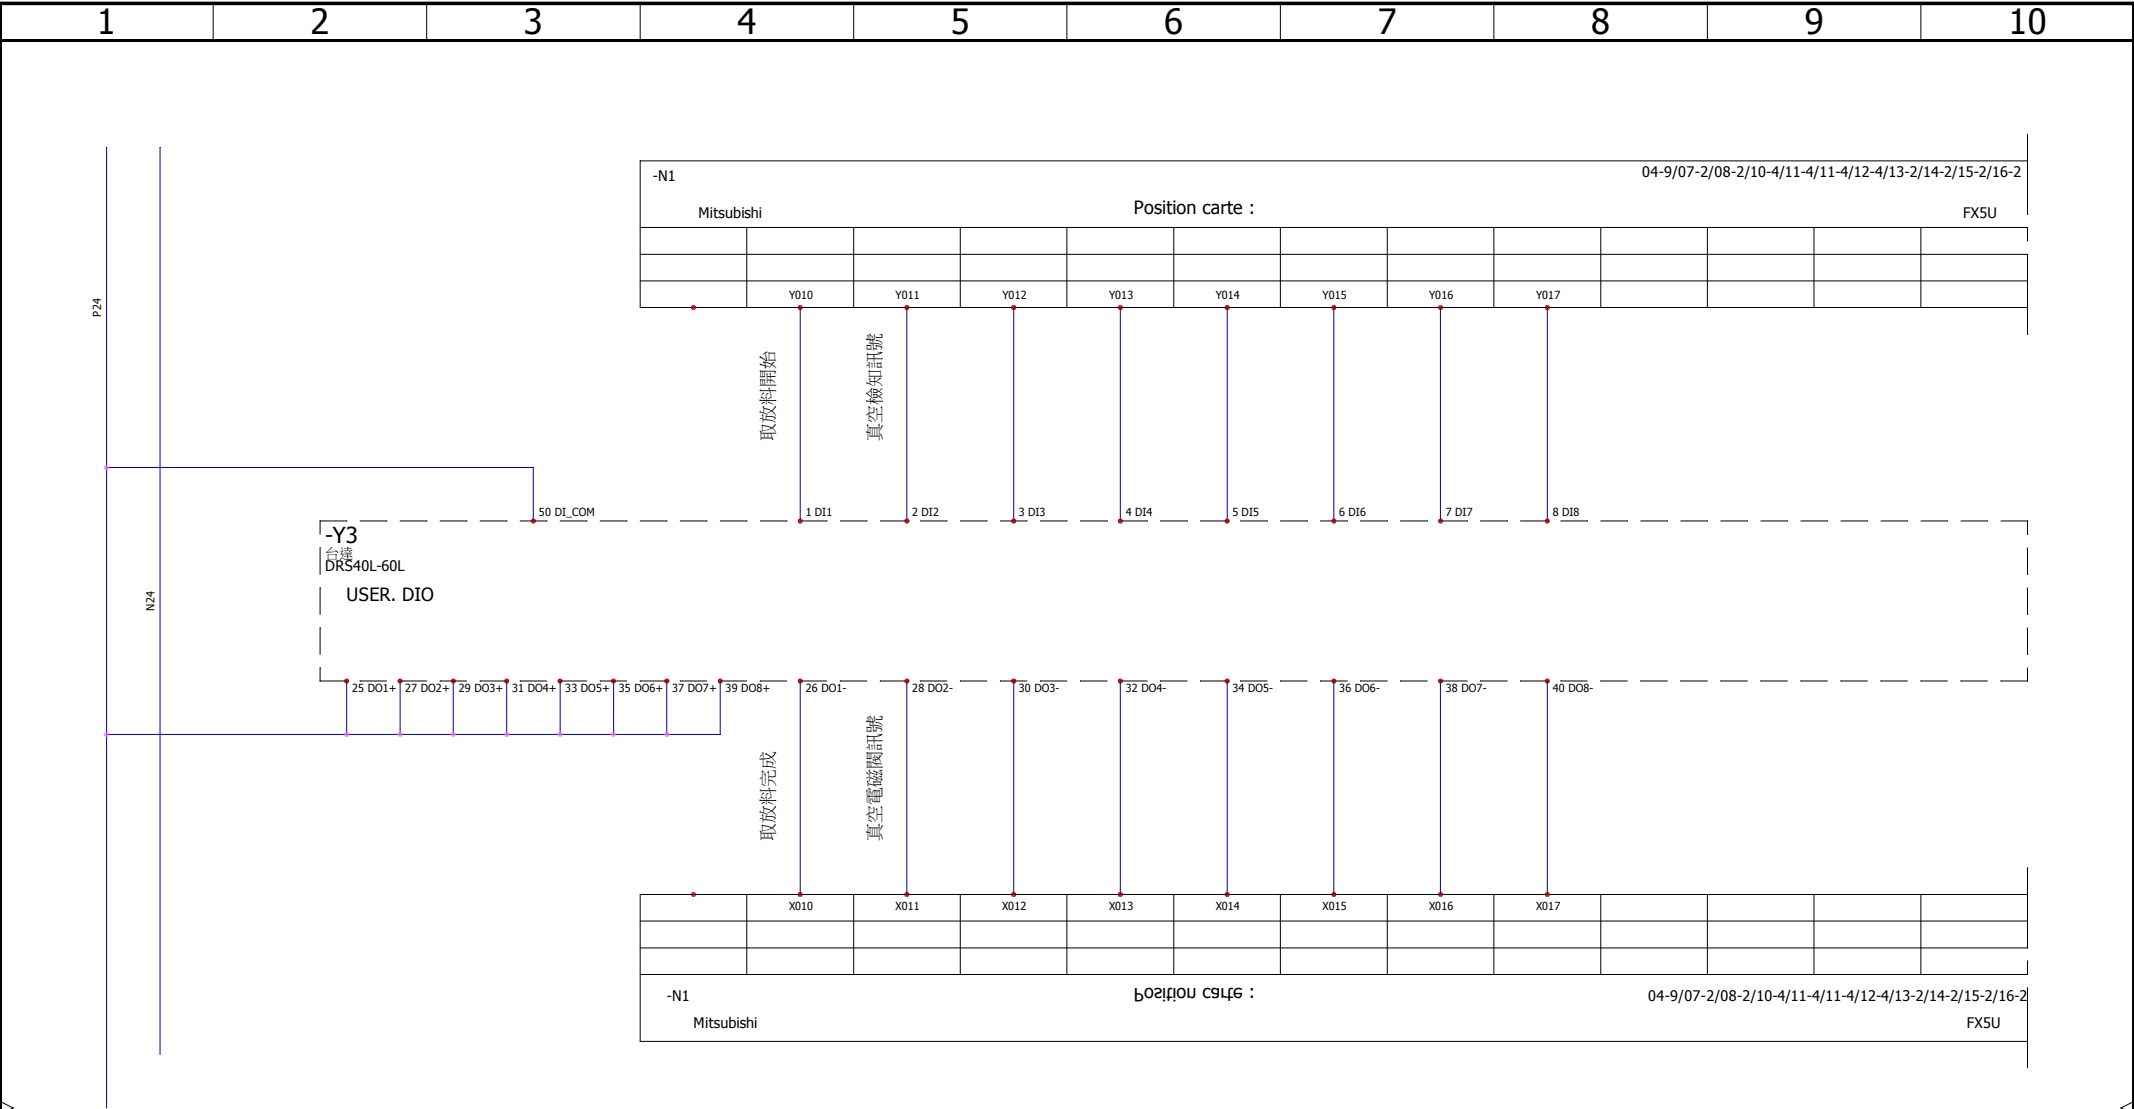 1 2 3 4 5 6 7 8 9 10
-N1 04-9/07-2/08-2/10-4/11-4/11-4/12-4/13-2/14-2/15-2/16-2
Mitsubishi Position carte : FX5U
Y010 Y011 Y012 Y013 Y014 Y015 Y016 Y017
P24
取放料開始
真空檢知訊號
50 DI_COM 1 DI1 2 DI2 3 DI3 4 DI4 5 DI5 6 DI6 7 DI7 8 DI8
-Y3
台達
DRS40L-60L
USER. DIO
N24
25 DO1+ 27 DO2+ 29 DO3+ 31 DO4+ 33 DO5+ 35 DO6+ 37 DO7+ 39 DO8+ 26 DO1- 28 DO2- 30 DO3- 32 DO4- 34 DO5- 36 DO6- 38 DO7- 40 DO8-
取放料完成
真空電磁閥訊號
X010 X011 X012 X013 X014 X015 X016 X017
-N1 Position carte : 04-9/07-2/08-2/10-4/11-4/11-4/12-4/13-2/14-2/15-2/16-2
Mitsubishi FX5U